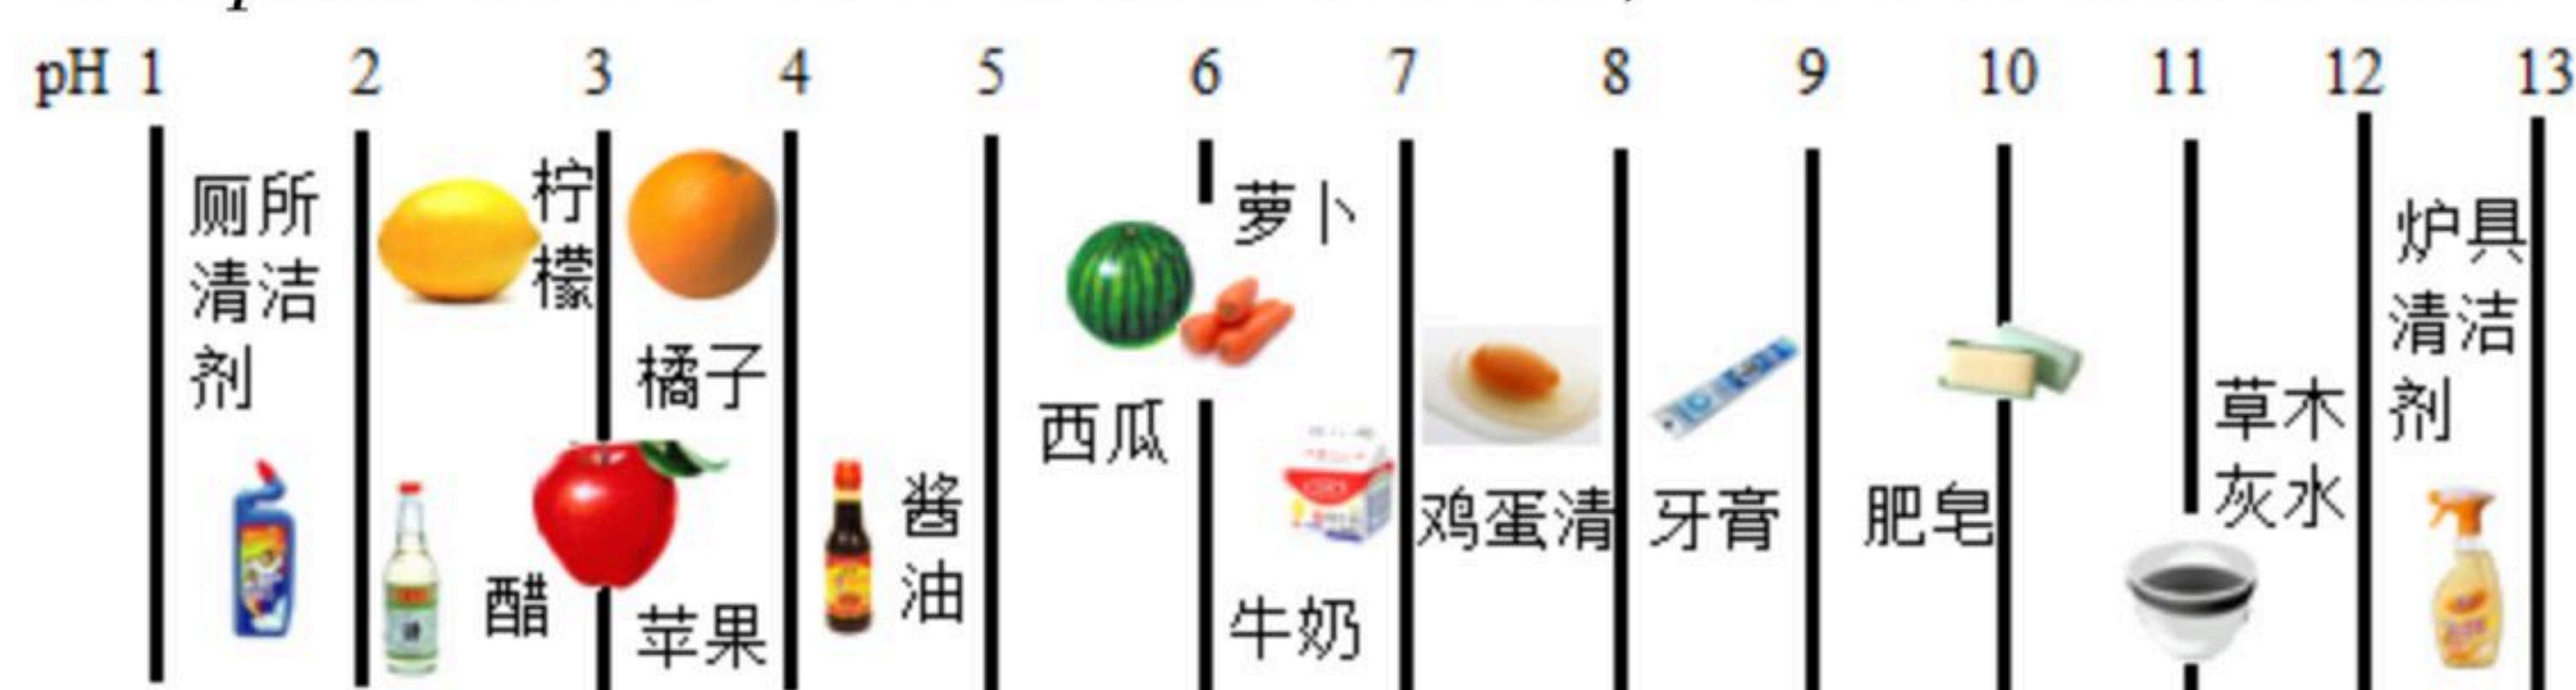 pH 1 2 3 4 5 6 7 8 9 10 11 12 13
厕所
清洁
剂
柠
檬
醋
橘子
苹果
酱
油
西瓜
萝卜
牛奶
鸡蛋清
牙膏
肥皂
草木
灰水
炉具
清洁
剂